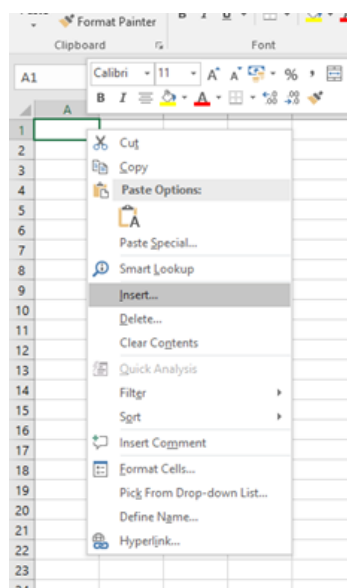 Format Painter
B I U A
Clipboard
Font
A1
Calibri 11 A A % ,
B I A .00
A
1
Cut
2
Copy
3
Paste Options:
4
A
5
6
Paste Special...
7
Smart Lookup
8
9
Insert...
10
Delete...
11
Clear Contents
12
13
Quick Analysis
14
Filter
15
Sort
16
Insert Comment
17
18
Format Cells...
19
Pick From Drop-down List...
20
Define Name...
21
Hyperlink...
22
23